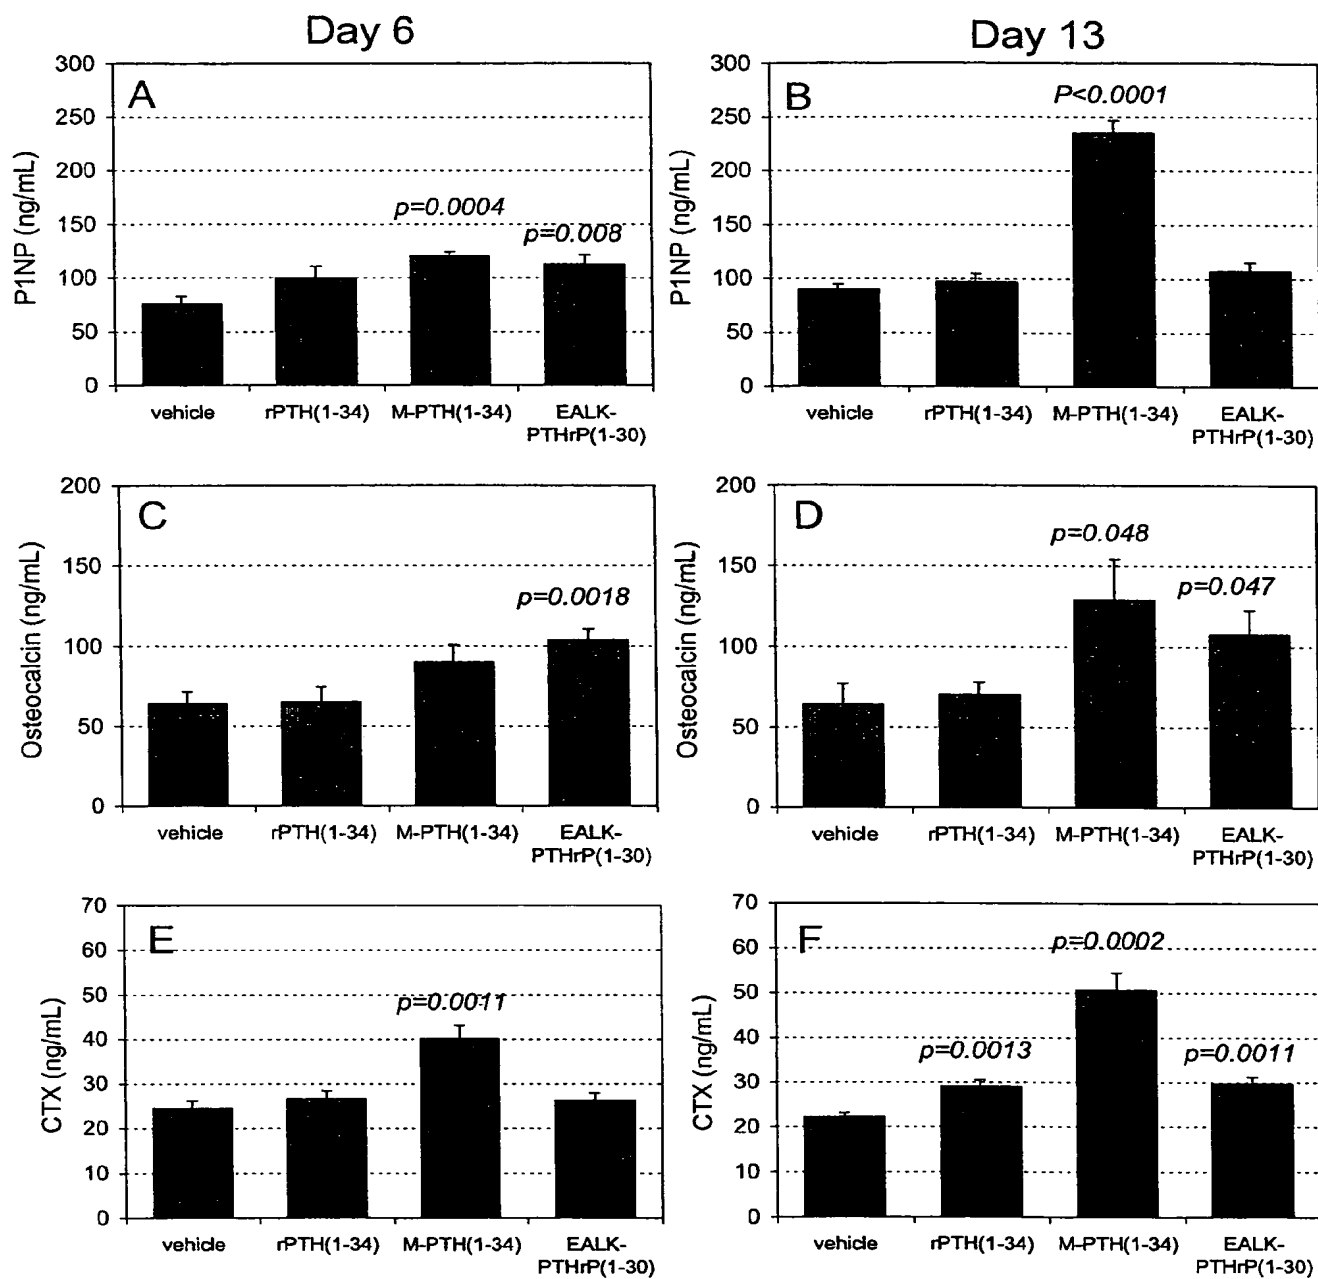 Day 6
Day 13
A
P1NP (ng/mL)
300
250
200
150
100
50
0
p=0.0004
p=0.008
vehicle
rPTH(1-34)
M-PTH(1-34)
EALK-
PTHrP(1-30)
B
P1NP (ng/mL)
300
250
200
150
100
50
0
P<0.0001
vehicle
rPTH(1-34)
M-PTH(1-34)
EALK-
PTHrP(1-30)
C
Osteocalcin (ng/mL)
200
150
100
50
0
p=0.0018
vehicle
rPTH(1-34)
M-PTH(1-34)
EALK-
PTHrP(1-30)
D
Osteocalcin (ng/mL)
200
150
100
50
0
p=0.048
p=0.047
vehicle
rPTH(1-34)
M-PTH(1-34)
EALK-
PTHrP(1-30)
E
CTX (ng/mL)
70
60
50
40
30
20
10
0
p=0.0011
vehicle
rPTH(1-34)
M-PTH(1-34)
EALK-
PTHrP(1-30)
F
CTX (ng/mL)
70
60
50
40
30
20
10
0
p=0.0002
p=0.0013
p=0.0011
vehicle
rPTH(1-34)
M-PTH(1-34)
EALK-
PTHrP(1-30)